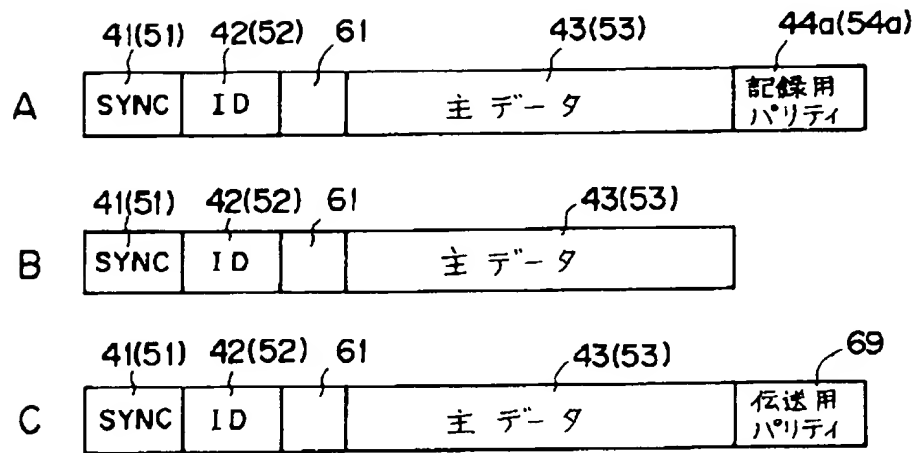 41(51) 42(52) 61 43(53) 44a(54a)
A SYNC ID 主データ 記録用
パリティ
41(51) 42(52) 61 43(53)
B SYNC ID 主データ
41(51) 42(52) 61 43(53) 69
C SYNC ID 主データ 伝送用
パリティ